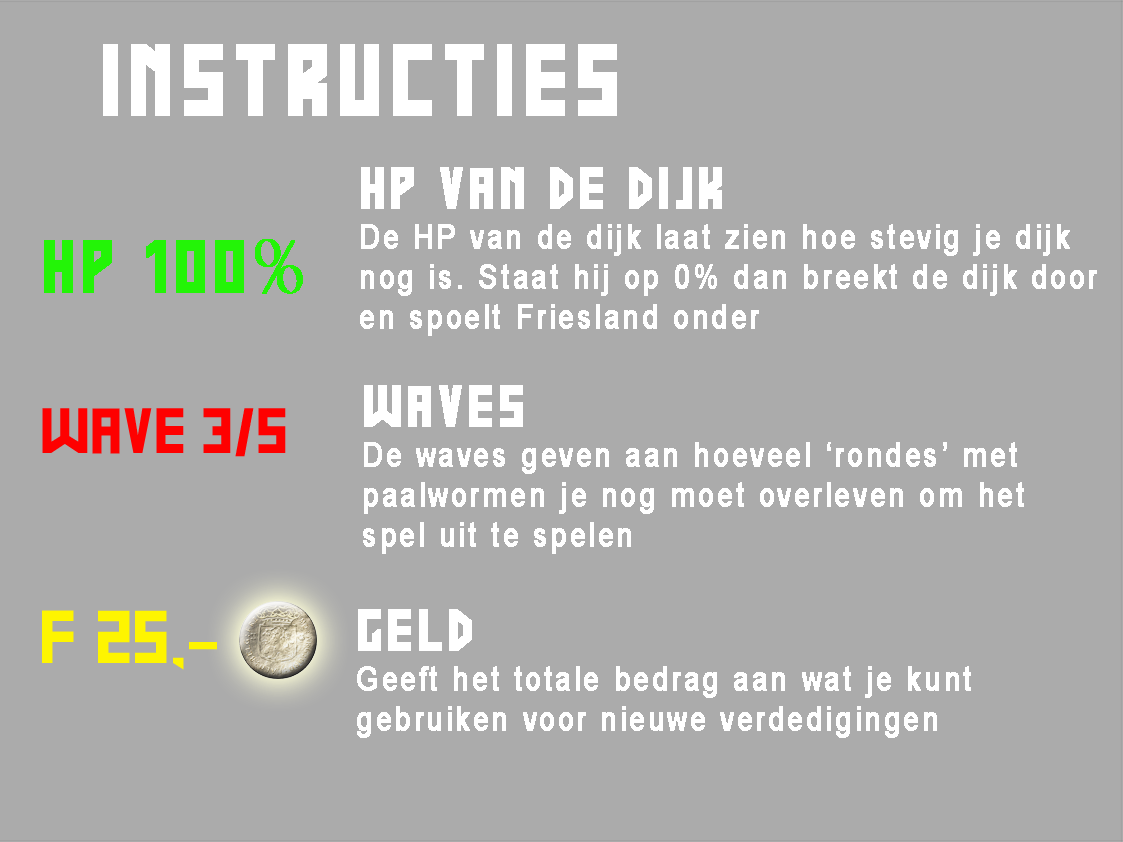 INSTRUCTIES
HP VAN DE DIJK
De HP van de dijk laat zien hoe stevig je dijk
nog is. Staat hij op 0% dan breekt de dijk door
en spoelt Friesland onder
HP 100%
WAVES
De waves geven aan hoeveel ‘rondes’ met
paalwormen je nog moet overleven om het
spel uit te spelen
WAVE 3/5
GELD
Geeft het totale bedrag aan wat je kunt
gebruiken voor nieuwe verdedigingen
F 25,-